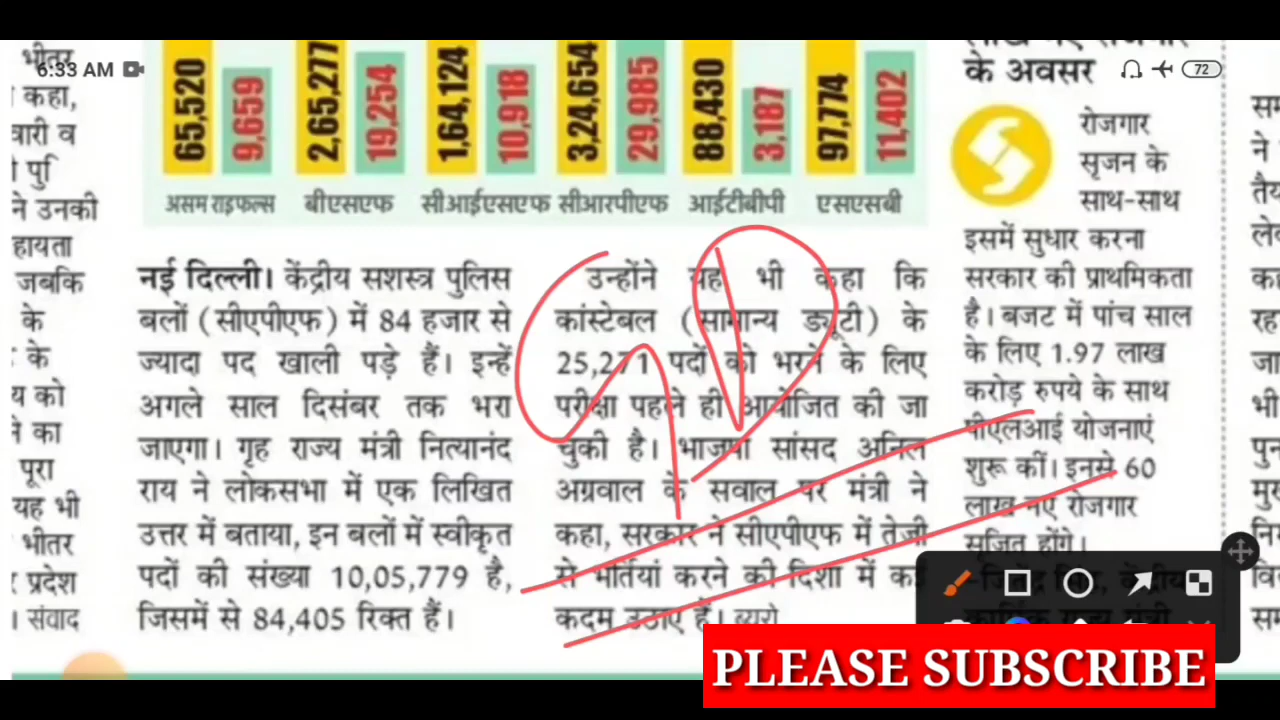 6:33 AM
72
भीतर
कहा,
ने उनकी
हायता
जबकि
के
के
य को
का
पूरा
यह भी
भीतर
प्रदेश
संवाद
65,520
9,659
2,65,277
19,254
1,64,124
10,918
3,24,654
29,985
88,430
3,187
97,774
11,402
असम राइफल्स
बीएसएफ
सीआईएसएफ
सीआरपीएफ
आईटीबीपी
एसएसबी
नई दिल्ली। केंद्रीय सशस्त्र पुलिस
बलों (सीएपीएफ) में 84 हजार से
ज्यादा पद खाली पड़े हैं। इन्हें
अगले साल दिसंबर तक भरा
जाएगा। गृह राज्य मंत्री नित्यानंद
राय ने लोकसभा में एक लिखित
उत्तर में बताया, इन बलों में स्वीकृत
पदों की संख्या 10,05,779 है,
जिसमें से 84,405 रिक्त हैं।
उन्होंने यह भी कहा कि
कांस्टेबल (सामान्य ड्यूटी) के
25,271 पदों को भरने के लिए
परीक्षा पहले ही आयोजित की जा
चुकी है। भाजपा सांसद अनिल
अग्रवाल के सवाल पर मंत्री ने
कहा, सरकार ने सीएपीएफ में तेजी
से भर्तियां करने की दिशा में कई
कदम उठाए हैं। ब्यूरो
के अवसर
रोजगार
सृजन के
साथ-साथ
इसमें सुधार करना
सरकार की प्राथमिकता
है। बजट में पांच साल
के लिए 1.97 लाख
करोड़ रुपये के साथ
पीएलआई योजनाएं
शुरू कीं। इनसे 60
लाख नए रोजगार
सृजित होंगे।
GD
PLEASE SUBSCRIBE